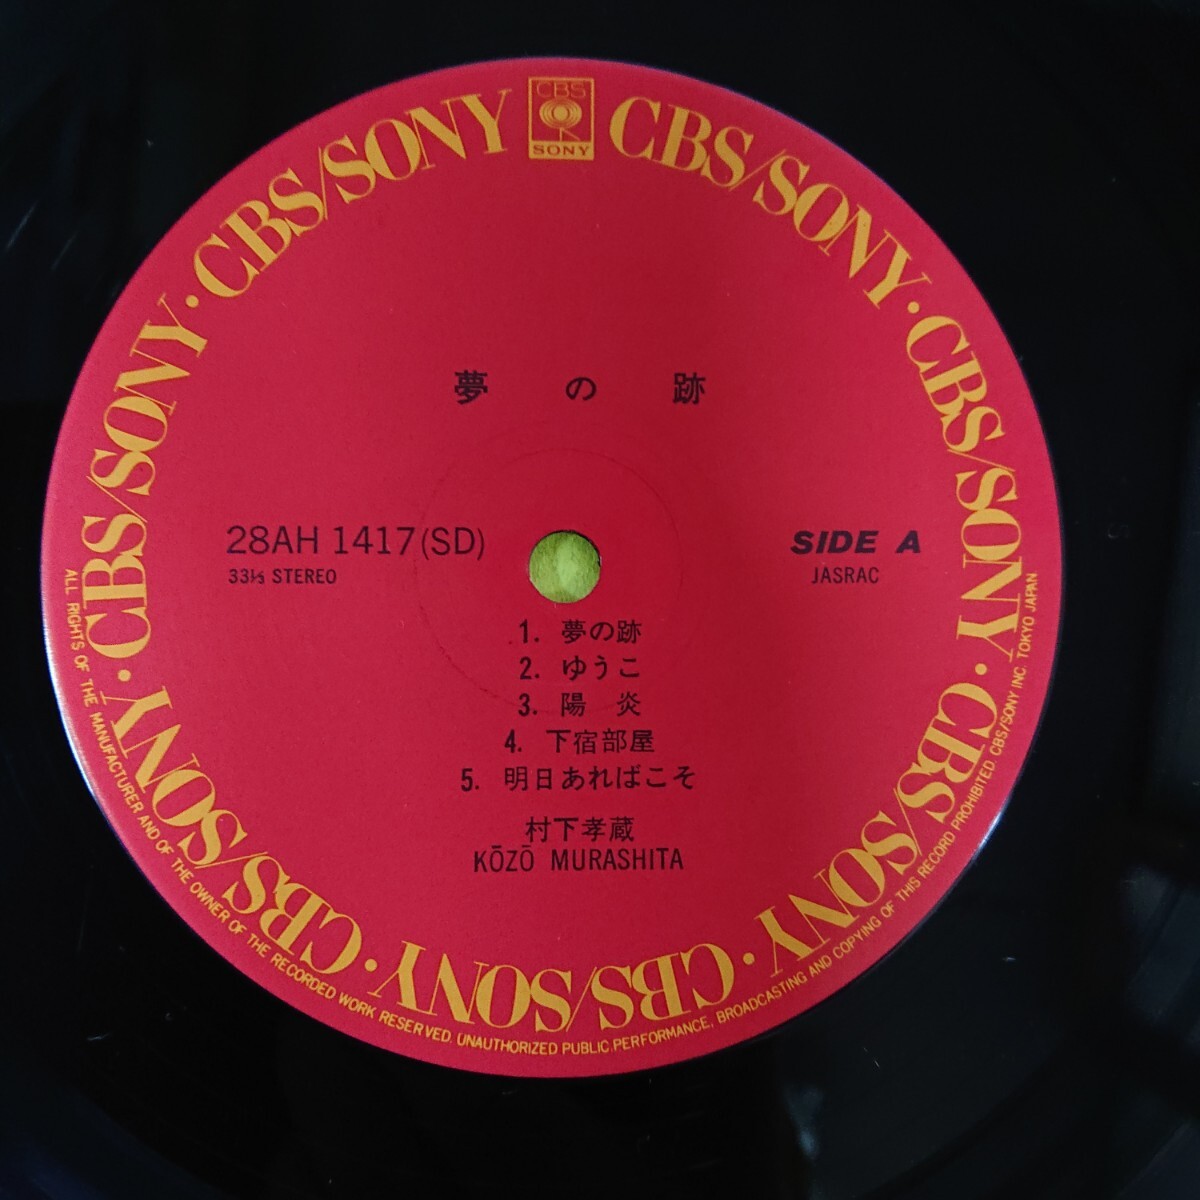 CBS
SONY
CBS/SONY · CBS/SONY · CBS/SONY · CBS/SONY · CBS/SONY · CBS/SONY · CBS/SONY · CBS/SONY
夢の跡
28AH 1417(SD)
33⅓ STEREO
SIDE A
JASRAC
1. 夢の跡
2. ゆうこ
3. 陽 炎
4. 下宿部屋
5. 明日あればこそ
村下孝蔵
KŌZŌ MURASHITA
ALL RIGHTS OF THE MANUFACTURER AND OF THE OWNER OF THE RECORDED WORK RESERVED. UNAUTHORIZED PUBLIC PERFORMANCE, BROADCASTING AND COPYING OF THIS RECORD PROHIBITED. CBS/SONY INC. TOKYO JAPAN